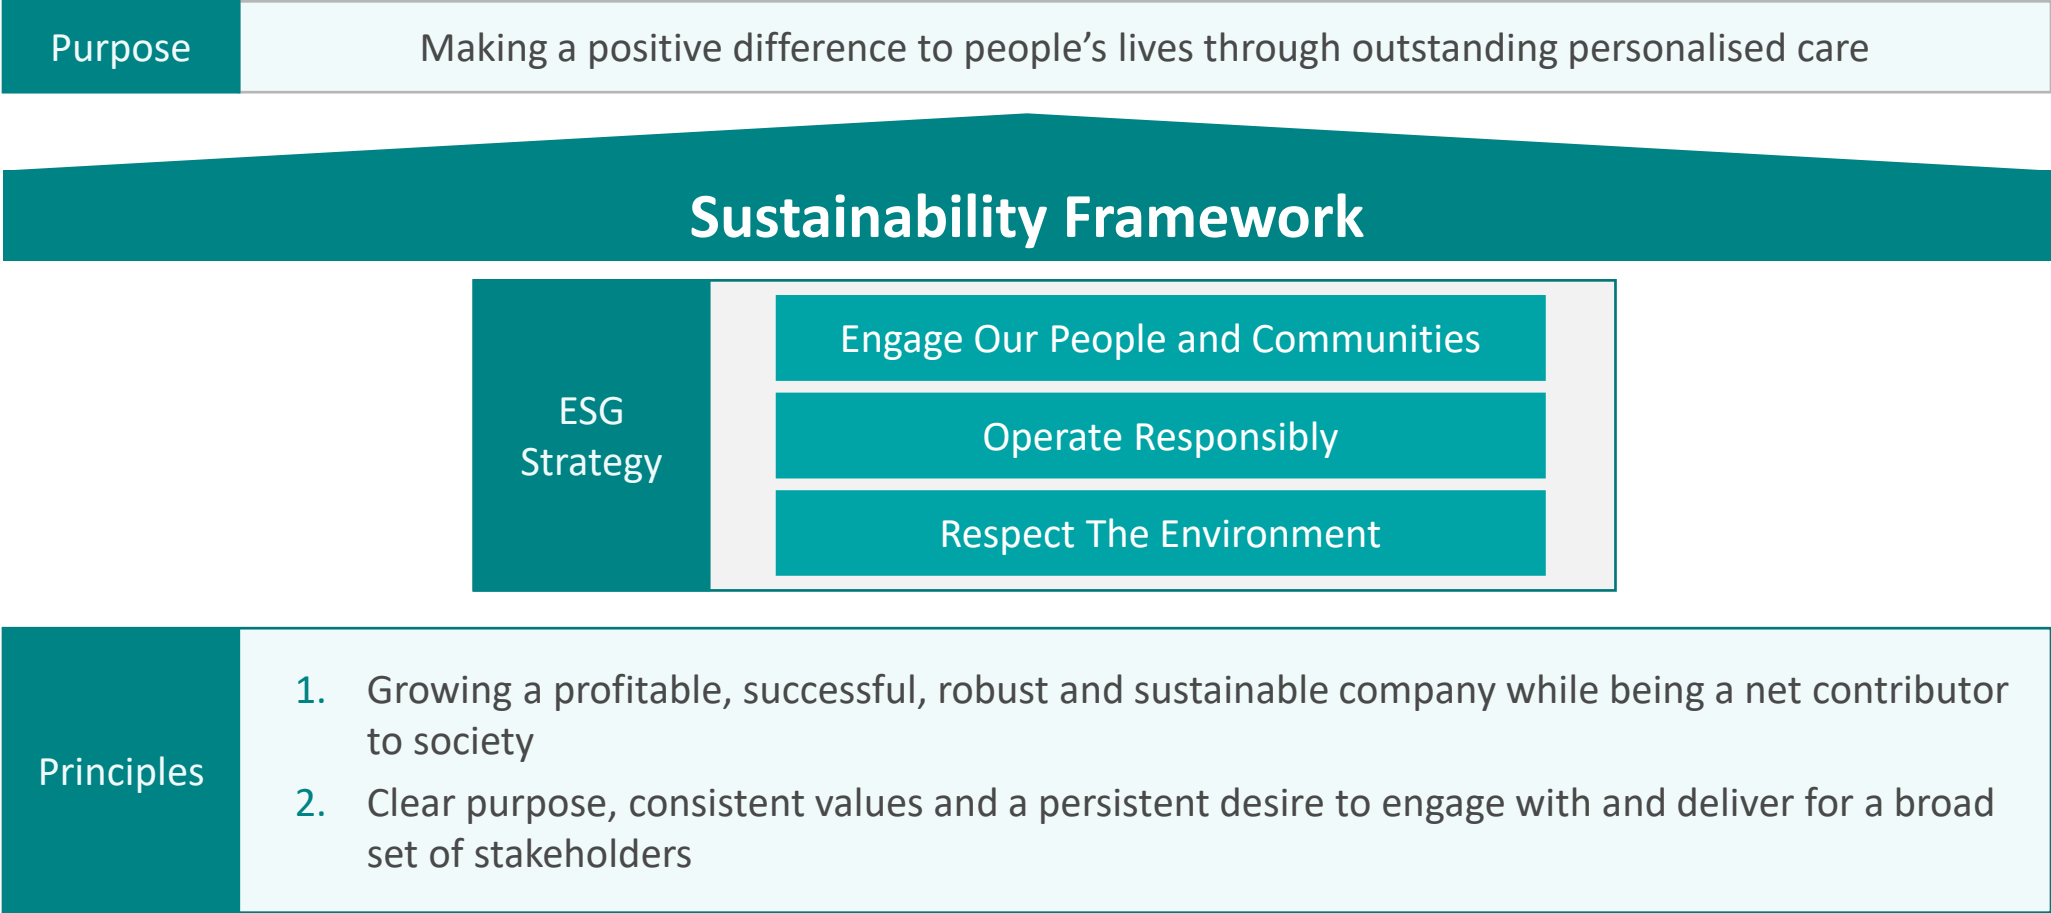 Purpose
Making a positive difference to people’s lives through outstanding personalised care
Sustainability Framework
ESG
Strategy
Engage Our People and Communities
Operate Responsibly
Respect The Environment
Principles
1. Growing a profitable, successful, robust and sustainable company while being a net contributor
to society
2. Clear purpose, consistent values and a persistent desire to engage with and deliver for a broad
set of stakeholders